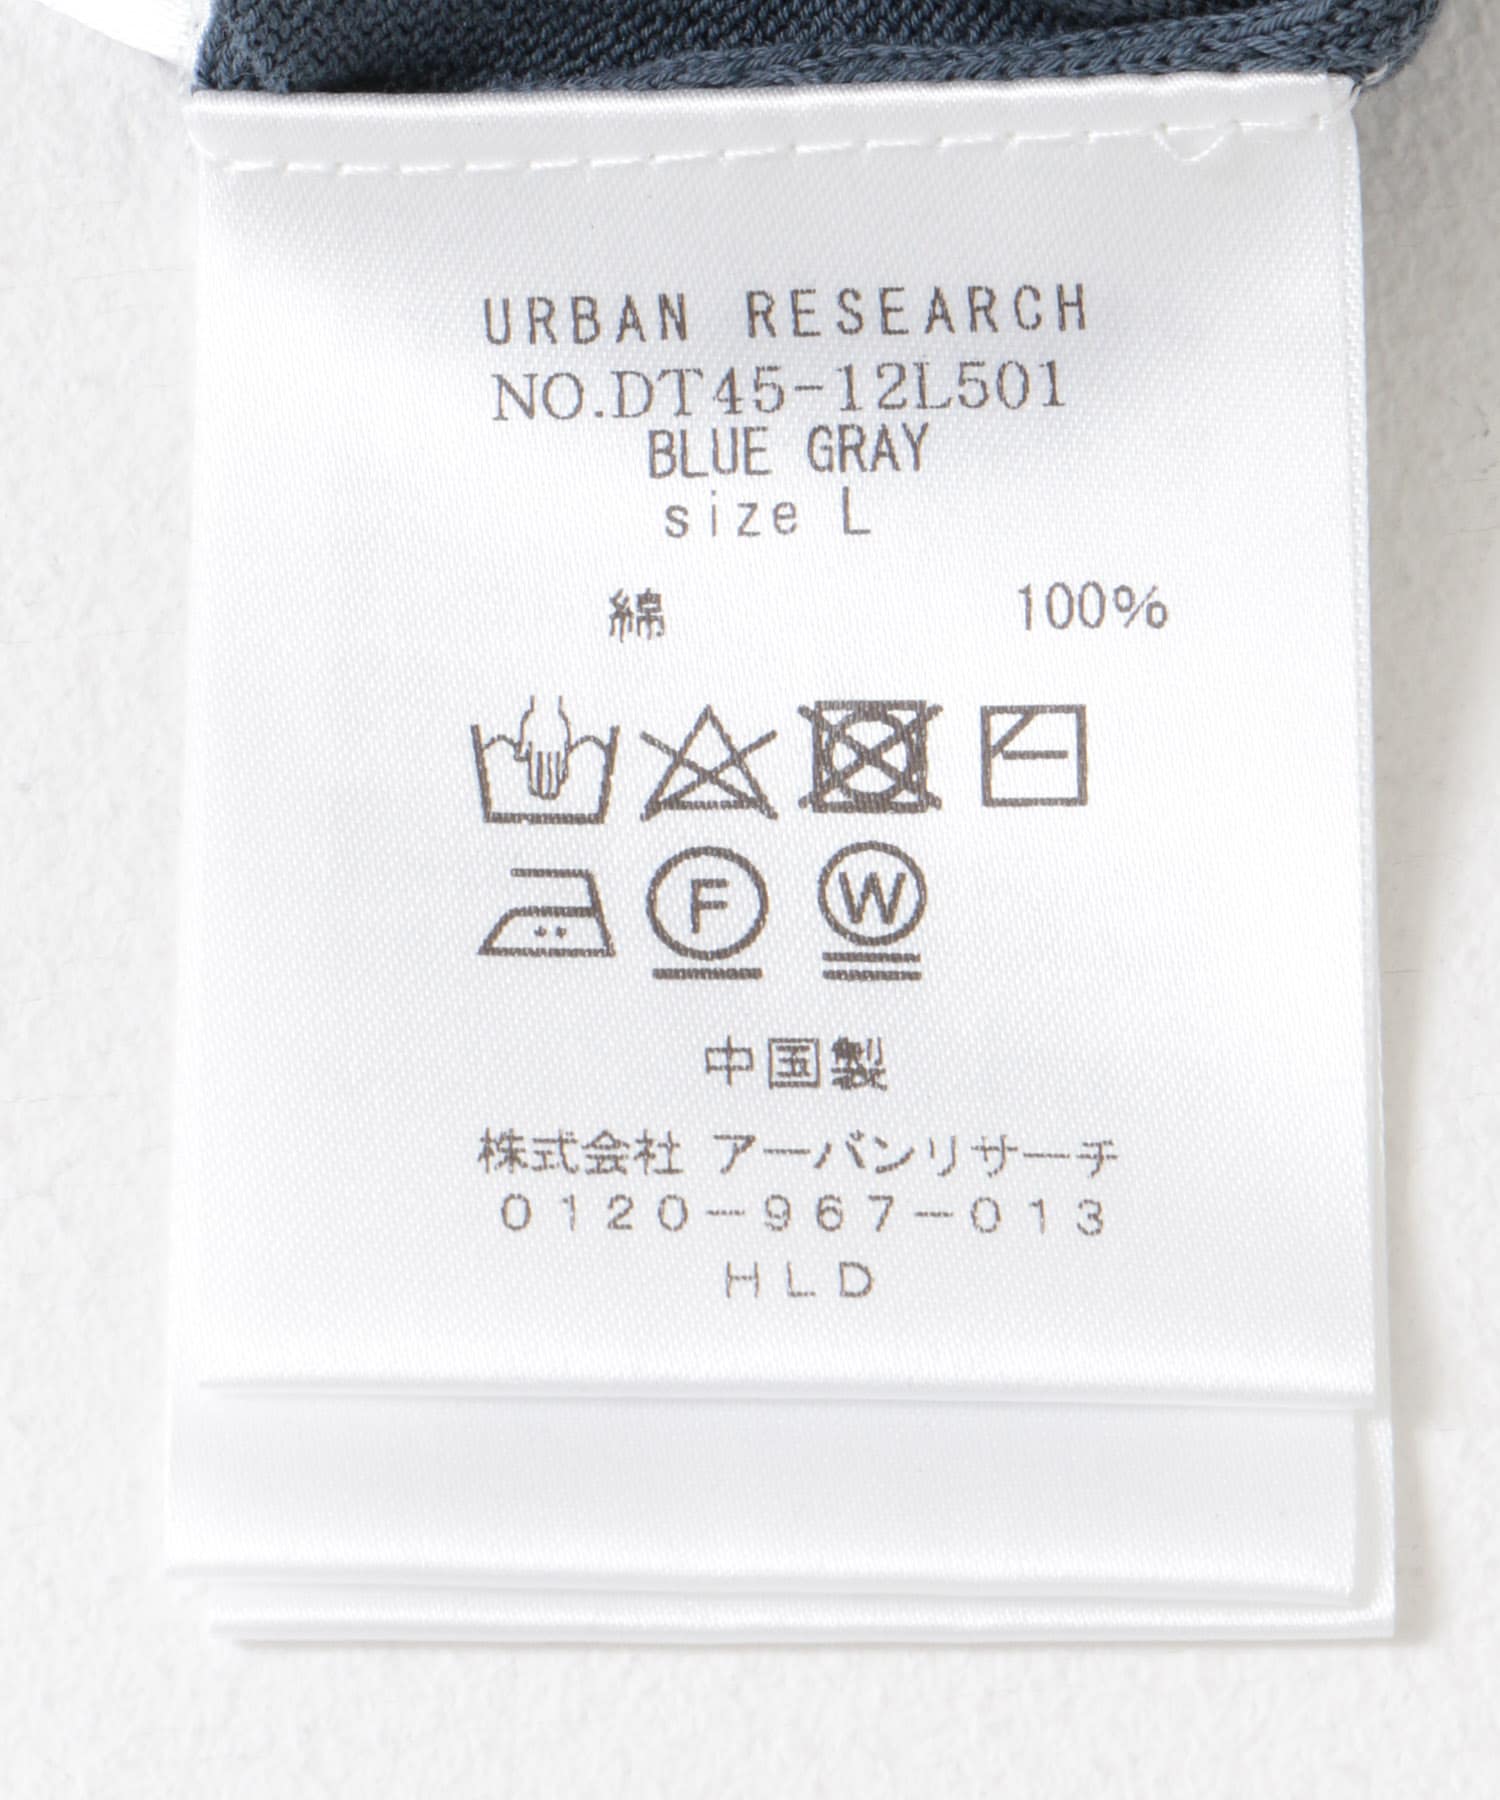 URBAN RESEARCH
NO.DT45-12L501
BLUE GRAY
size L
綿 100%
F W
中国製
株式会社 アーバンリサーチ
0120-967-013
HLD